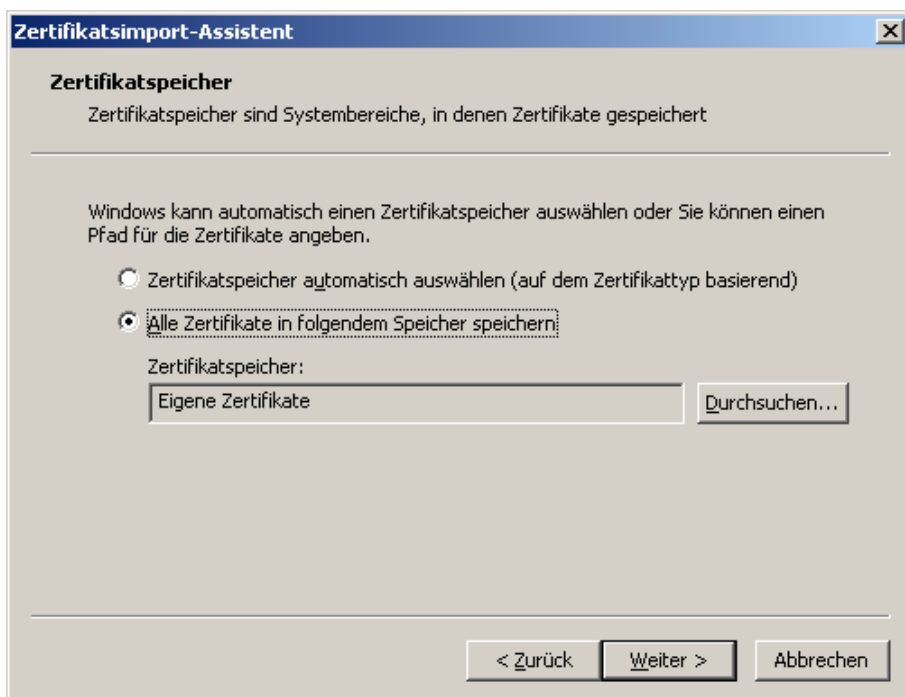 Zertifikatsimport-Assistent
Zertifikatspeicher
Zertifikatspeicher sind Systembereiche, in denen Zertifikate gespeichert
Windows kann automatisch einen Zertifikatspeicher auswählen oder Sie können einen
Pfad für die Zertifikate angeben.
Zertifikatspeicher automatisch auswählen (auf dem Zertifikattyp basierend)
Alle Zertifikate in folgendem Speicher speichern
Zertifikatspeicher:
Eigene Zertifikate
Durchsuchen...
< Zurück
Weiter >
Abbrechen